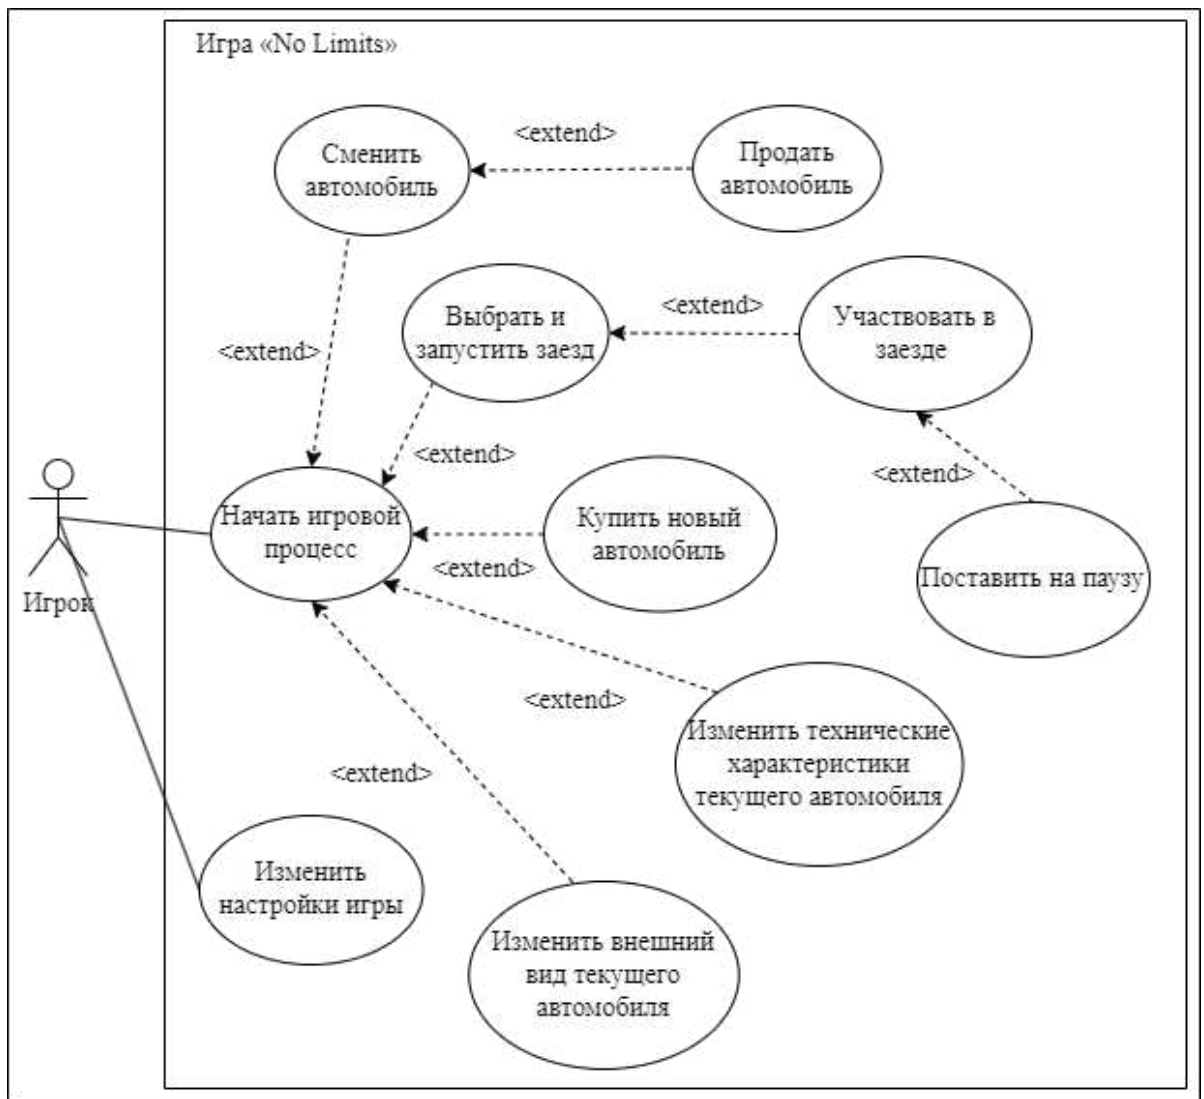 Игра «No Limits»
Сменить
автомобиль
<extend>
Продать
автомобиль
Выбрать и
запустить заезд
<extend>
Участвовать в
заезде
<extend>
<extend>
<extend>
Начать игровой
процесс
Купить новый
автомобиль
<extend>
Поставить на паузу
Игрок
<extend>
Изменить технические
характеристики
текущего автомобиля
<extend>
Изменить
настройки игры
Изменить внешний
вид текущего
автомобиля